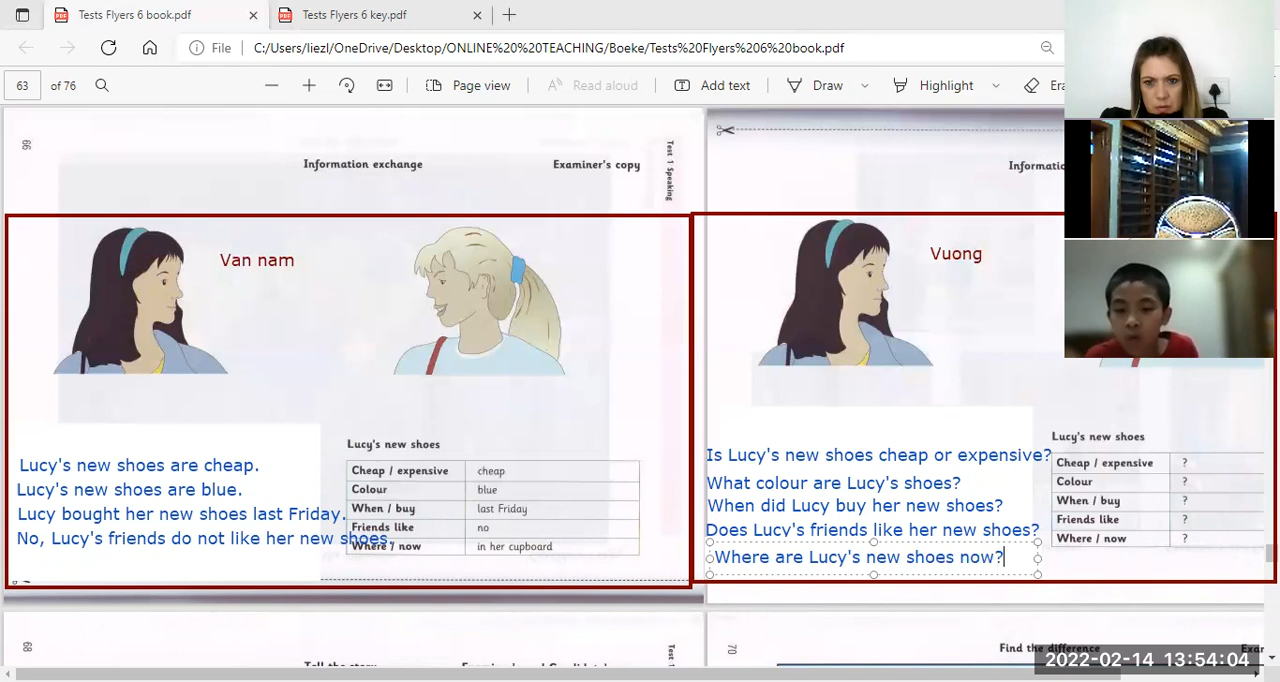 Tests Flyers 6 book.pdf
Tests Flyers 6 key.pdf
File
C:/Users/liezl/OneDrive/Desktop/ONLINE%20%20TEACHING/Boeke/Tests%20Flyers%206%20book.pdf
63 of 76
Page view
Read aloud
Add text
Draw
Highlight
Era
66
Information exchange
Examiner's copy
Test 1 Speaking
Van nam
Lucy's new shoes
Cheap / expensive cheap
Colour blue
When / buy last Friday
Friends like no
Where / now in her cupboard
Lucy's new shoes are cheap.
Lucy's new shoes are blue.
Lucy bought her new shoes last Friday.
No, Lucy's friends do not like her new shoes.
Informatio
Vuong
Is Lucy's new shoes cheap or expensive?
What colour are Lucy's shoes?
When did Lucy buy her new shoes?
Does Lucy's friends like her new shoes?
Where are Lucy's new shoes now?
Lucy's new shoes
Cheap / expensive ?
Colour ?
When / buy ?
Friends like ?
Where / now ?
68
Test 1
70
Find the difference
2022-02-14 13:54:04